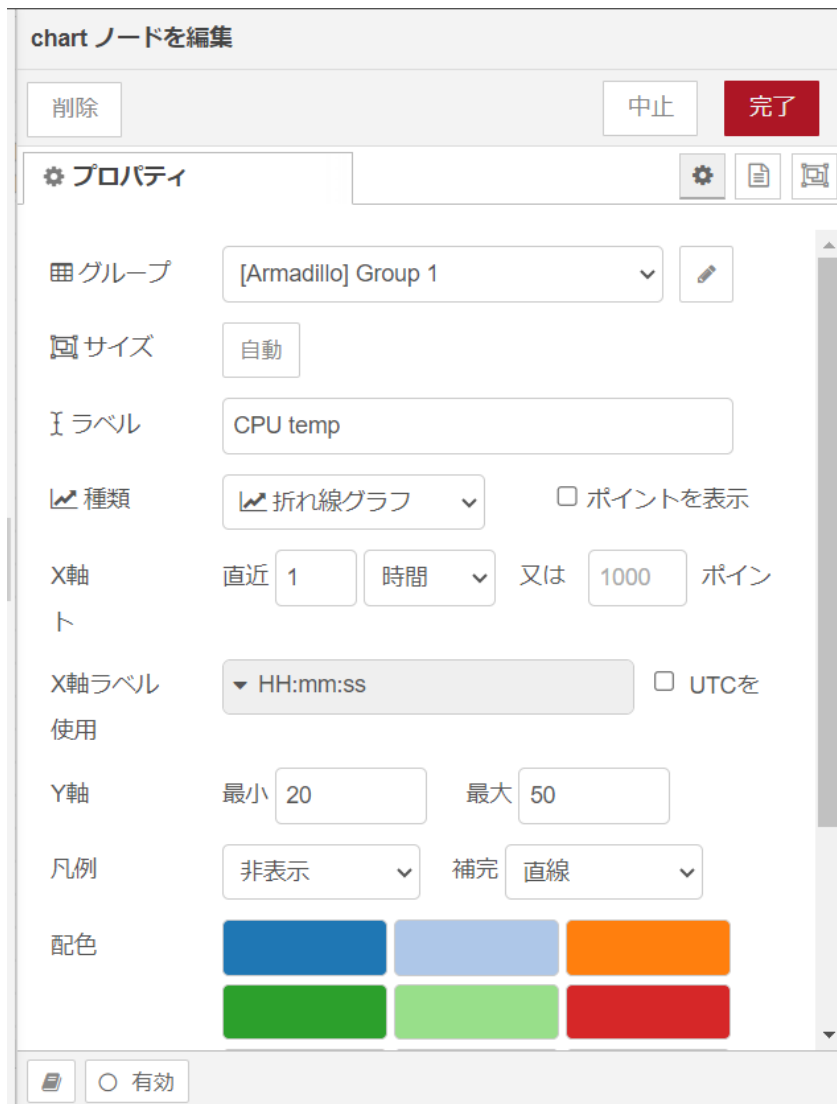 chart ノードを編集
削除 中止 完了
プロパティ
グループ [Armadillo] Group 1
サイズ 自動
ラベル CPU temp
種類 折れ線グラフ ポイントを表示
X軸 直近 1 時間 又は 1000 ポイン
ト
X軸ラベル HH:mm:ss UTCを
使用
Y軸 最小 20 最大 50
凡例 非表示 補完 直線
配色
有効